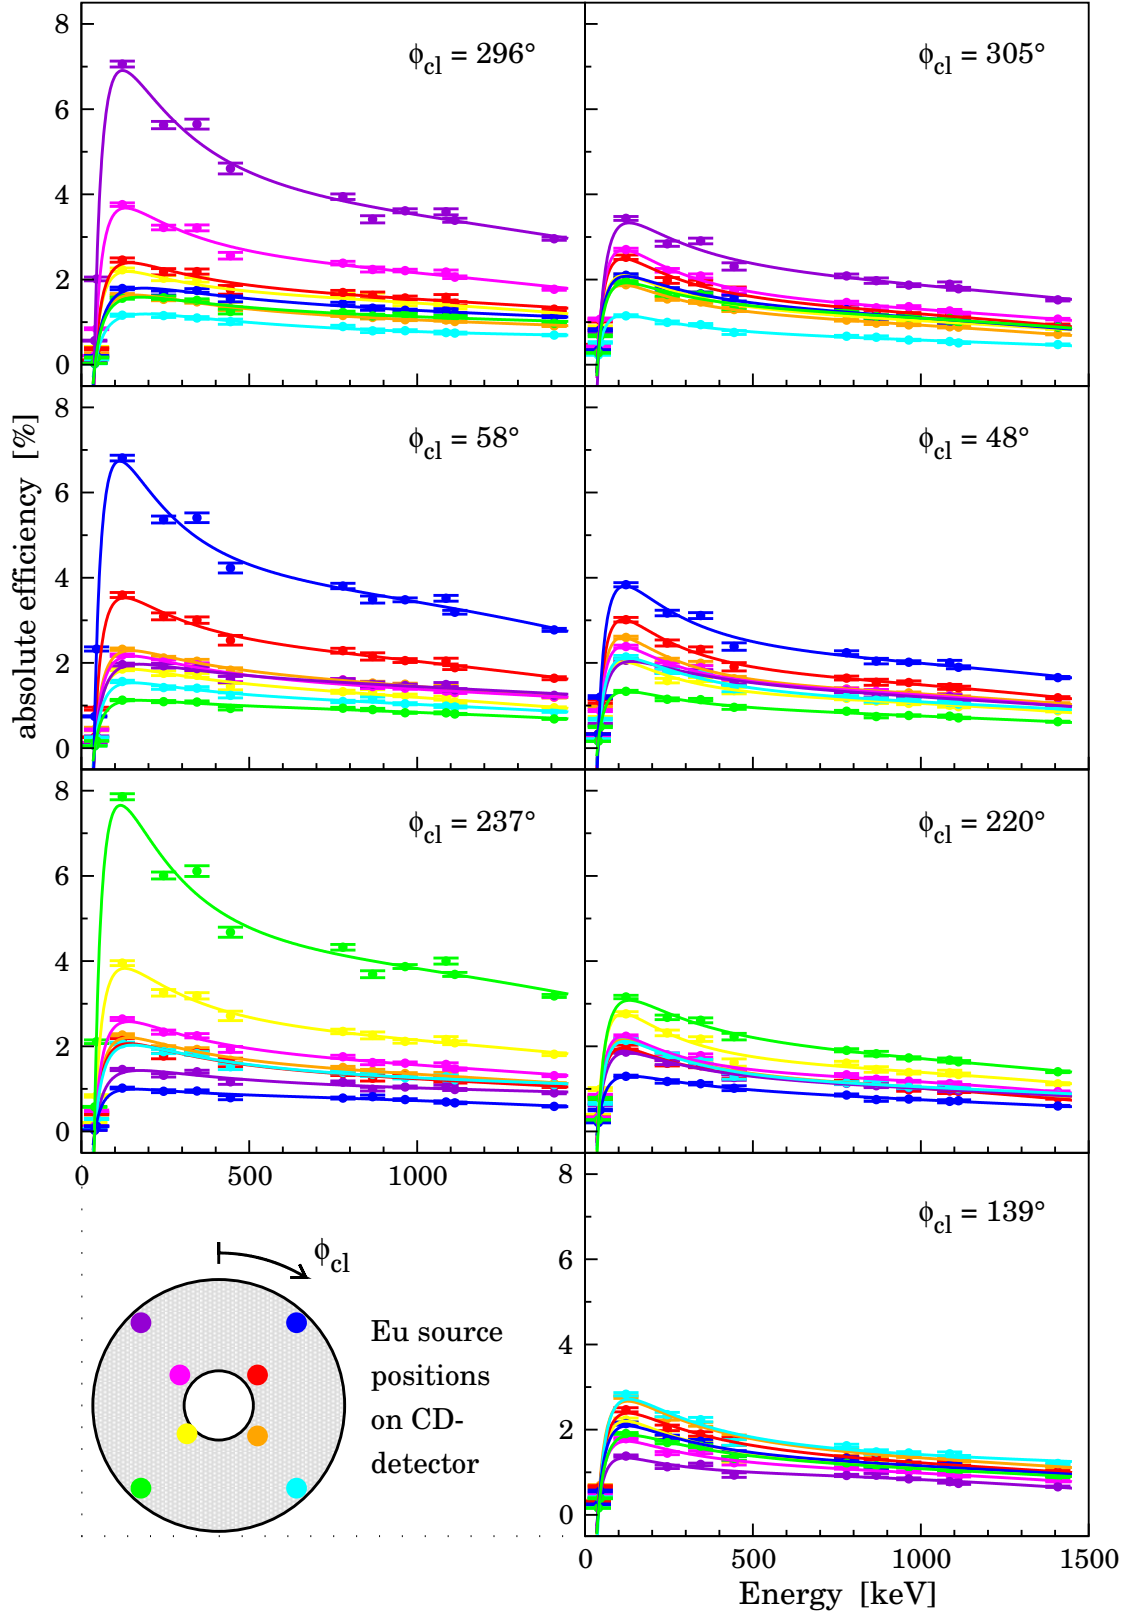 8
6
4
2
0
ϕcl = 296°
ϕcl = 305°
8
6
4
2
0
ϕcl = 58°
ϕcl = 48°
absolute efficiency [%]
8
6
4
2
0
ϕcl = 237°
ϕcl = 220°
0 500 1000
8
6
4
2
0
ϕcl = 139°
ϕcl
Eu source
positions
on CD-
detector
0 500 1000 1500
Energy [keV]